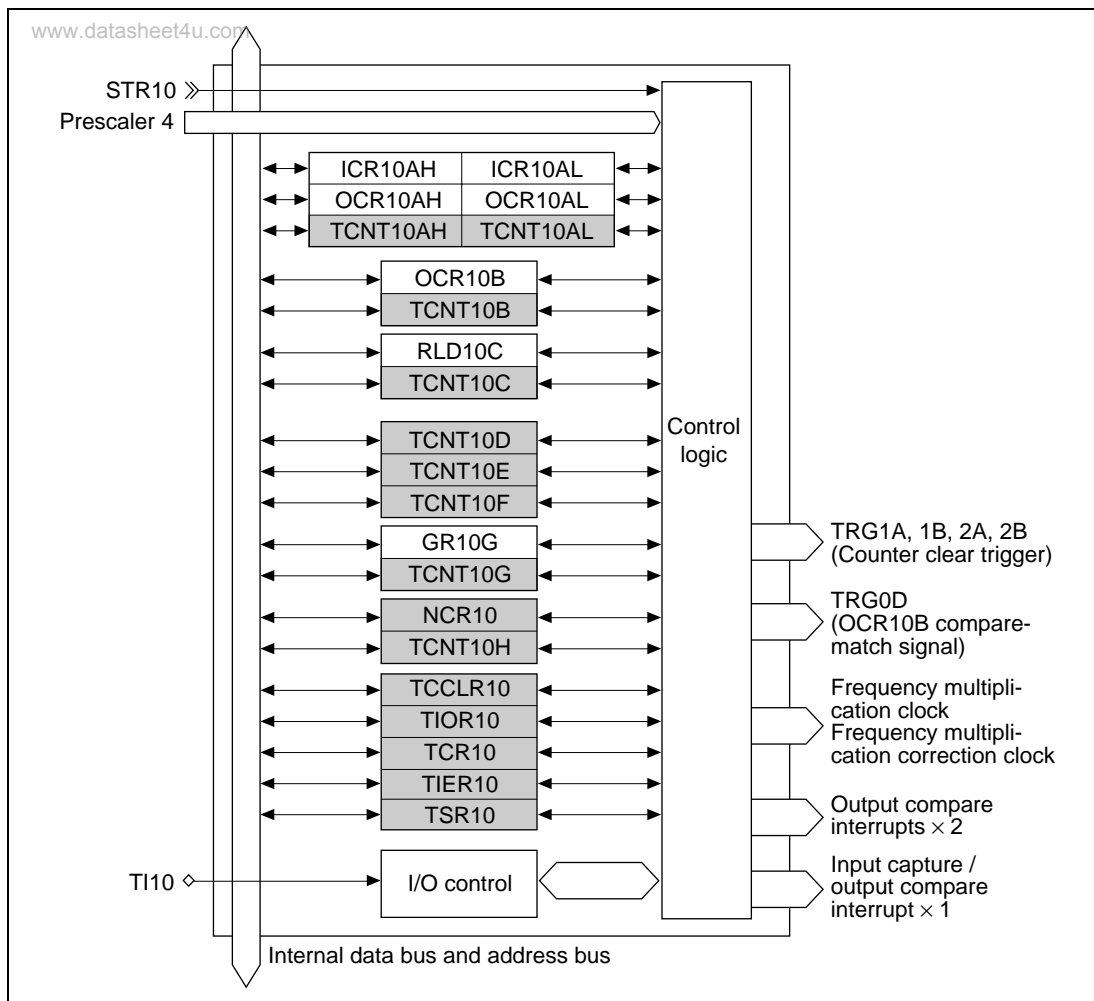 www.datasheet4u.com
STR10
Prescaler 4
ICR10AH ICR10AL
OCR10AH OCR10AL
TCNT10AH TCNT10AL
OCR10B
TCNT10B
RLD10C
TCNT10C
TCNT10D
TCNT10E
TCNT10F
GR10G
TCNT10G
NCR10
TCNT10H
TCCLR10
TIOR10
TCR10
TIER10
TSR10
TI10
I/O control
Control
logic
TRG1A, 1B, 2A, 2B
(Counter clear trigger)
TRG0D
(OCR10B compare-
match signal)
Frequency multipli-
cation clock
Frequency multipli-
cation correction clock
Output compare
interrupts × 2
Input capture /
output compare
interrupt × 1
Internal data bus and address bus